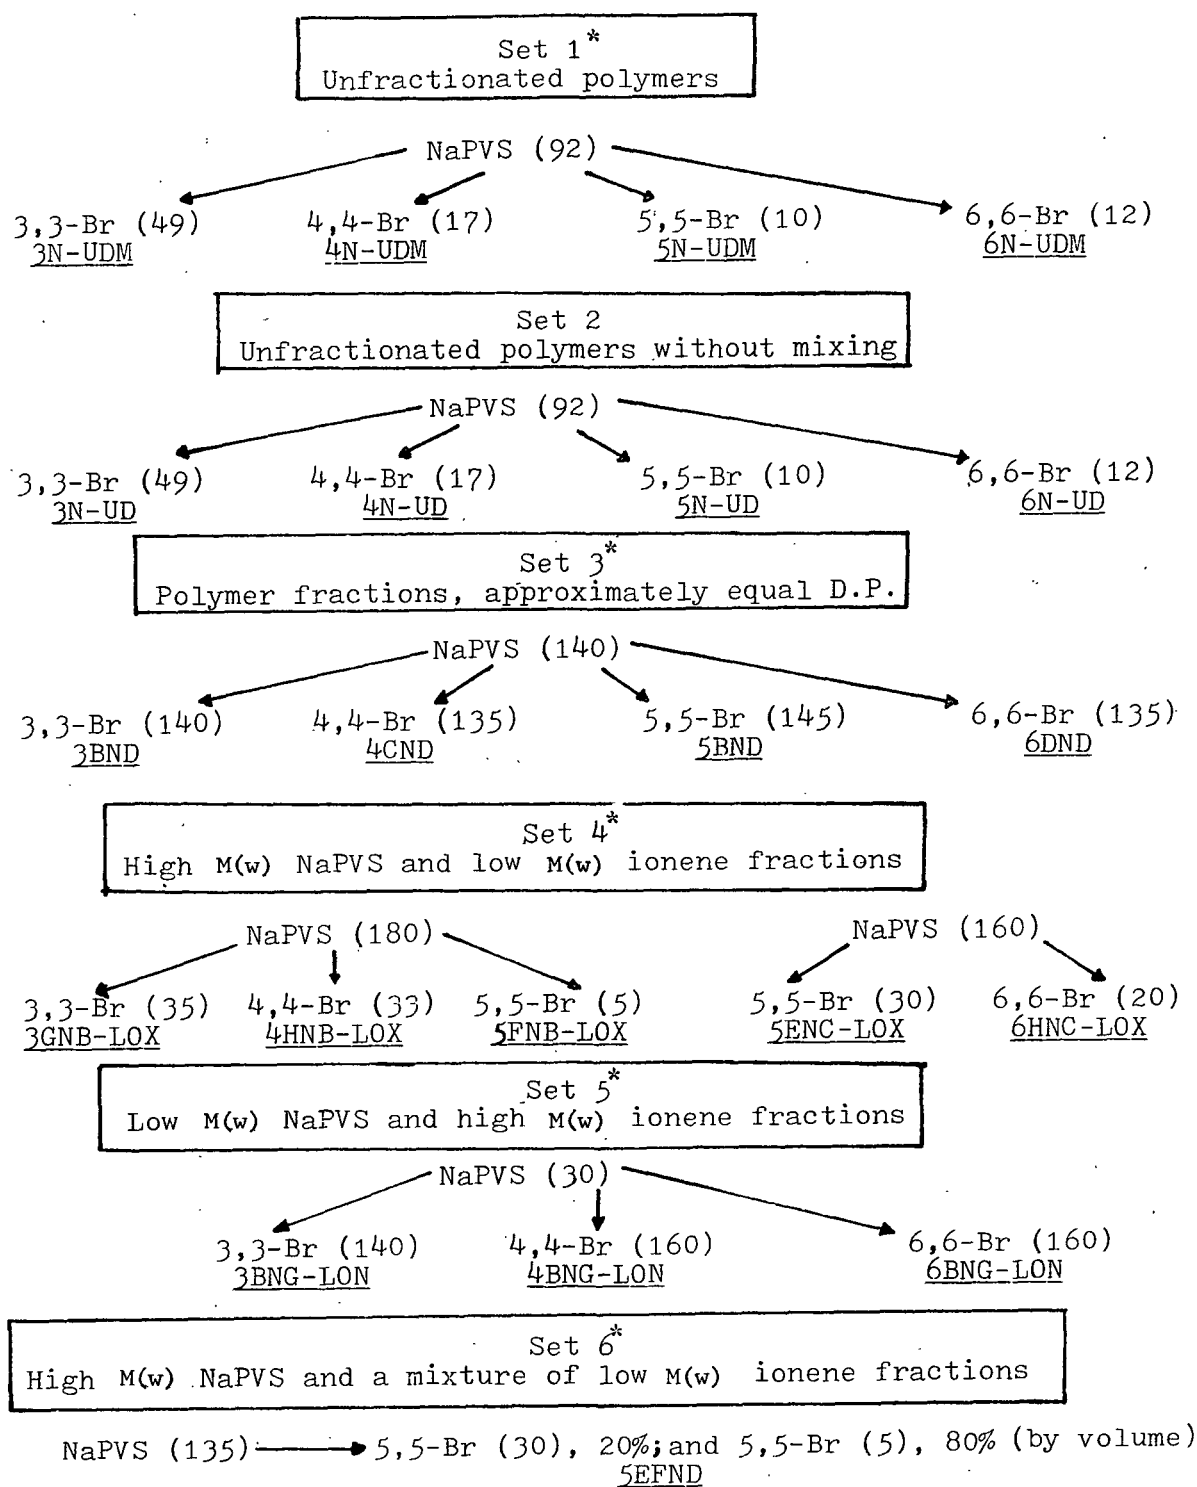 Set 1*
Unfractionated polymers
NaPVS (92)
3,3-Br (49) 4,4-Br (17) 5,5-Br (10) 6,6-Br (12)
3N-UDM 4N-UDM 5N-UDM 6N-UDM
Set 2
Unfractionated polymers without mixing
NaPVS (92)
3,3-Br (49) 4,4-Br (17) 5,5-Br (10) 6,6-Br (12)
3N-UD 4N-UD 5N-UD 6N-UD
Set 3*
Polymer fractions, approximately equal D.P.
NaPVS (140)
3,3-Br (140) 4,4-Br (135) 5,5-Br (145) 6,6-Br (135)
3BND 4CND 5BND 6DND
Set 4*
High M(w) NaPVS and low M(w) ionene fractions
NaPVS (180) NaPVS (160)
3,3-Br (35) 4,4-Br (33) 5,5-Br (5) 5,5-Br (30) 6,6-Br (20)
3GNB-LOX 4HNB-LOX 5FNB-LOX 5ENC-LOX 6HNC-LOX
Set 5*
Low M(w) NaPVS and high M(w) ionene fractions
NaPVS (30)
3,3-Br (140) 4,4-Br (160) 6,6-Br (160)
3BNG-LON 4BNG-LON 6BNG-LON
Set 6*
High M(w) NaPVS and a mixture of low M(w) ionene fractions
NaPVS (135) 5,5-Br (30), 20%;and 5,5-Br (5), 80% (by volume)
5EFND